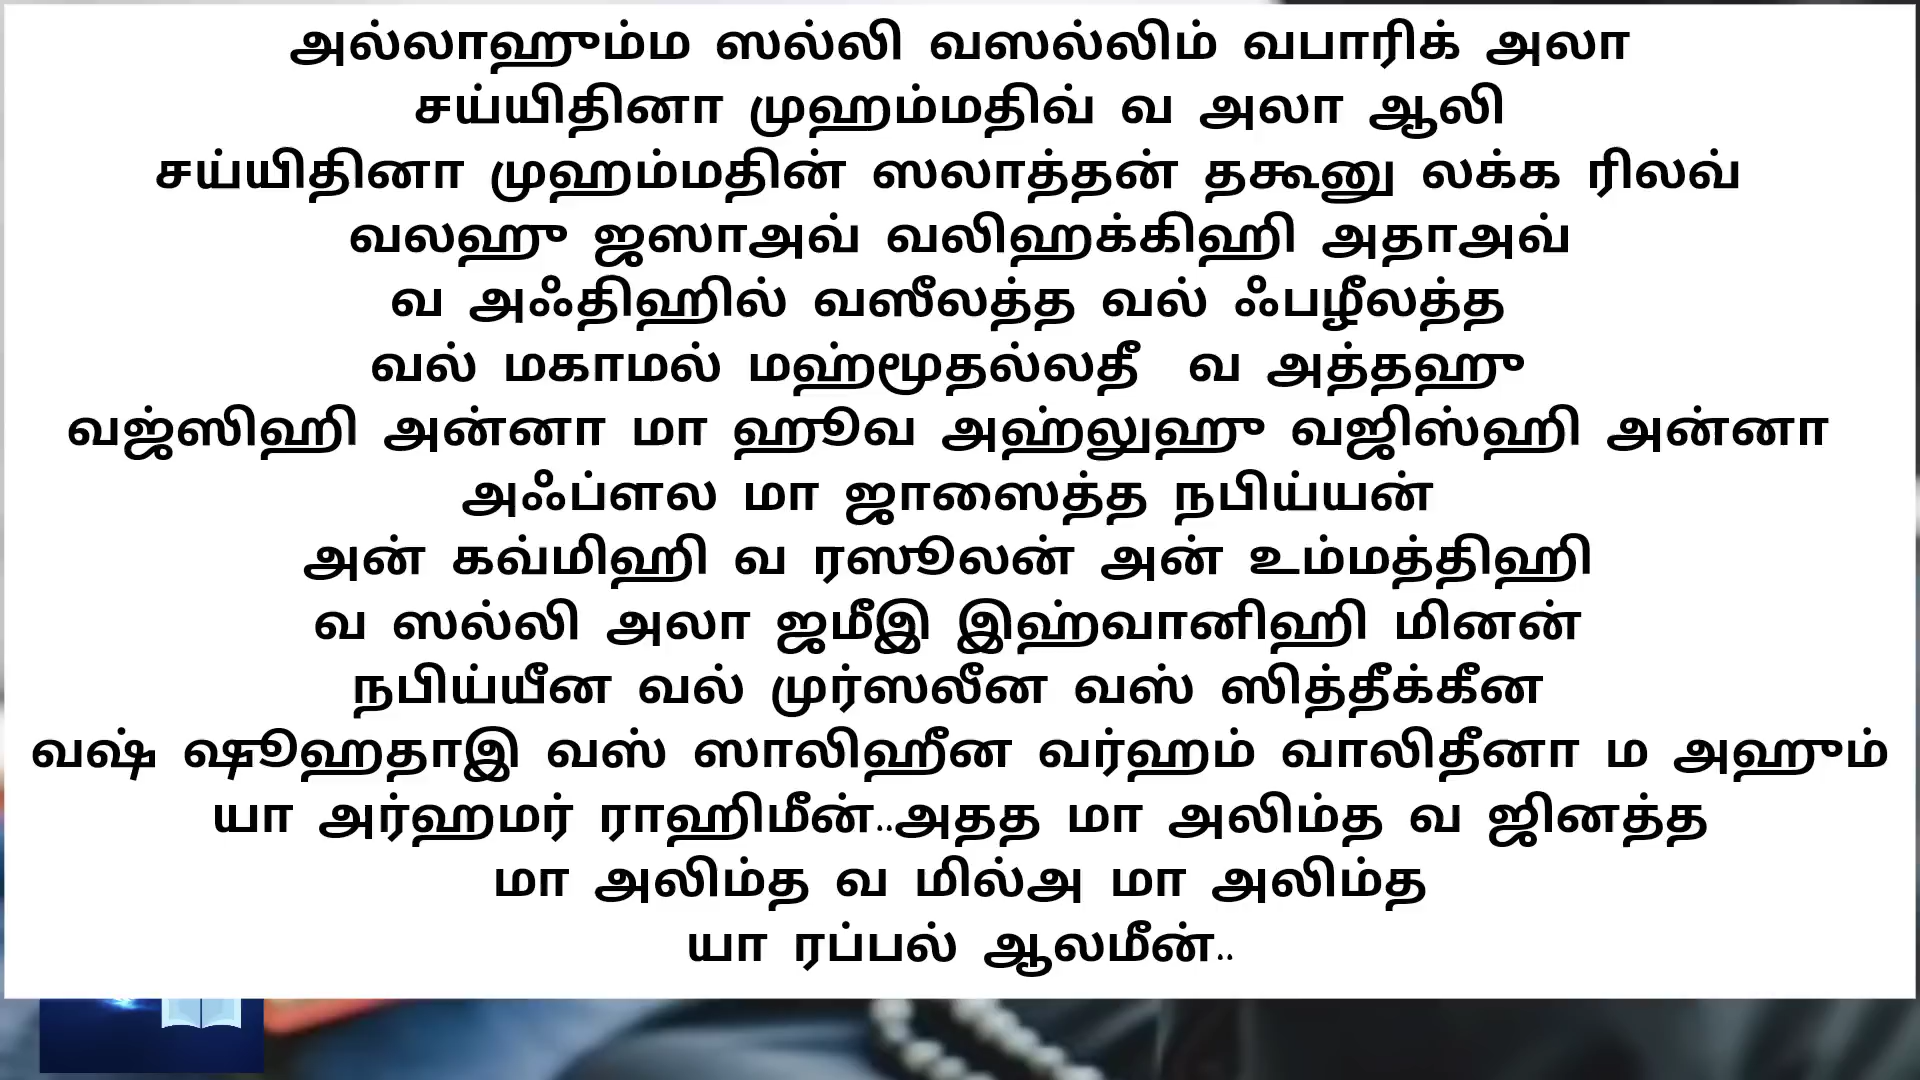 அல்லாஹும்ம ஸல்லி வஸல்லிம் வபாரிக் அலா
சய்யிதினா முஹம்மதிவ் வ அலா ஆலி
சய்யிதினா முஹம்மதின் ஸலாத்தன் தகூனு லக்க ரிலவ்
வலஹு ஜஸாஅவ் வலிஹக்கிஹி அதாஅவ்
வ அஃதிஹில் வஸீலத்த வல் ஃபழீலத்த
வல் மகாமல் மஹ்மூதல்லதீ வ அத்தஹு
வஜ்ஸிஹி அன்னா மா ஹூவ அஹ்லுஹு வஜிஸ்ஹி அன்னா
அஃப்ளல மா ஜாஸைத்த நபிய்யன்
அன் கவ்மிஹி வ ரஸூலன் அன் உம்மத்திஹி
வ ஸல்லி அலா ஜமீஇ இஹ்வானிஹி மினன்
நபிய்யீன வல் முர்ஸலீன வஸ் ஸித்தீக்கீன
வஷ் ஷூஹதாஇ வஸ் ஸாலிஹீன வர்ஹம் வாலிதீனா ம அஹும்
யா அர்ஹமர் ராஹிமீன்..அதத மா அலிம்த வ ஜினத்த
மா அலிம்த வ மில்அ மா அலிம்த
யா ரப்பல் ஆலமீன்..